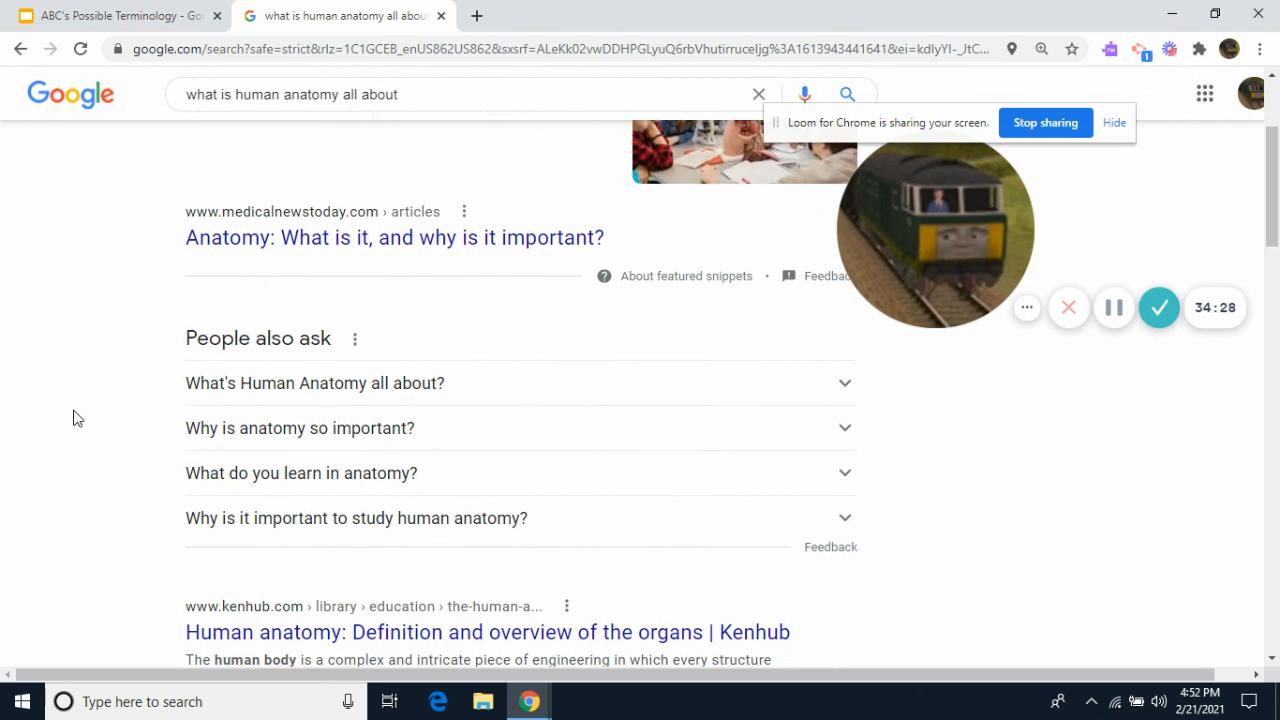 ABC's Possible Terminology - Go
what is human anatomy all about
google.com/search?safe=strict&rlz=1C1GCEB_enUS862US862&sxsrf=ALeKk02vwDDHPGLyuQ6rbVhutirruceljg%3A1613943441641&ei=kdlyYI-_JtC...
1
Google
what is human anatomy all about
Loom for Chrome is sharing your screen.
Stop sharing
Hide
www.medicalnewstoday.com › articles
Anatomy: What is it, and why is it important?
About featured snippets
Feedbac
34:28
People also ask
What's Human Anatomy all about?
Why is anatomy so important?
What do you learn in anatomy?
Why is it important to study human anatomy?
Feedback
www.kenhub.com › library › education › the-human-a...
Human anatomy: Definition and overview of the organs | Kenhub
The human body is a complex and intricate piece of engineering in which every structure
Type here to search
4:52 PM
2/21/2021